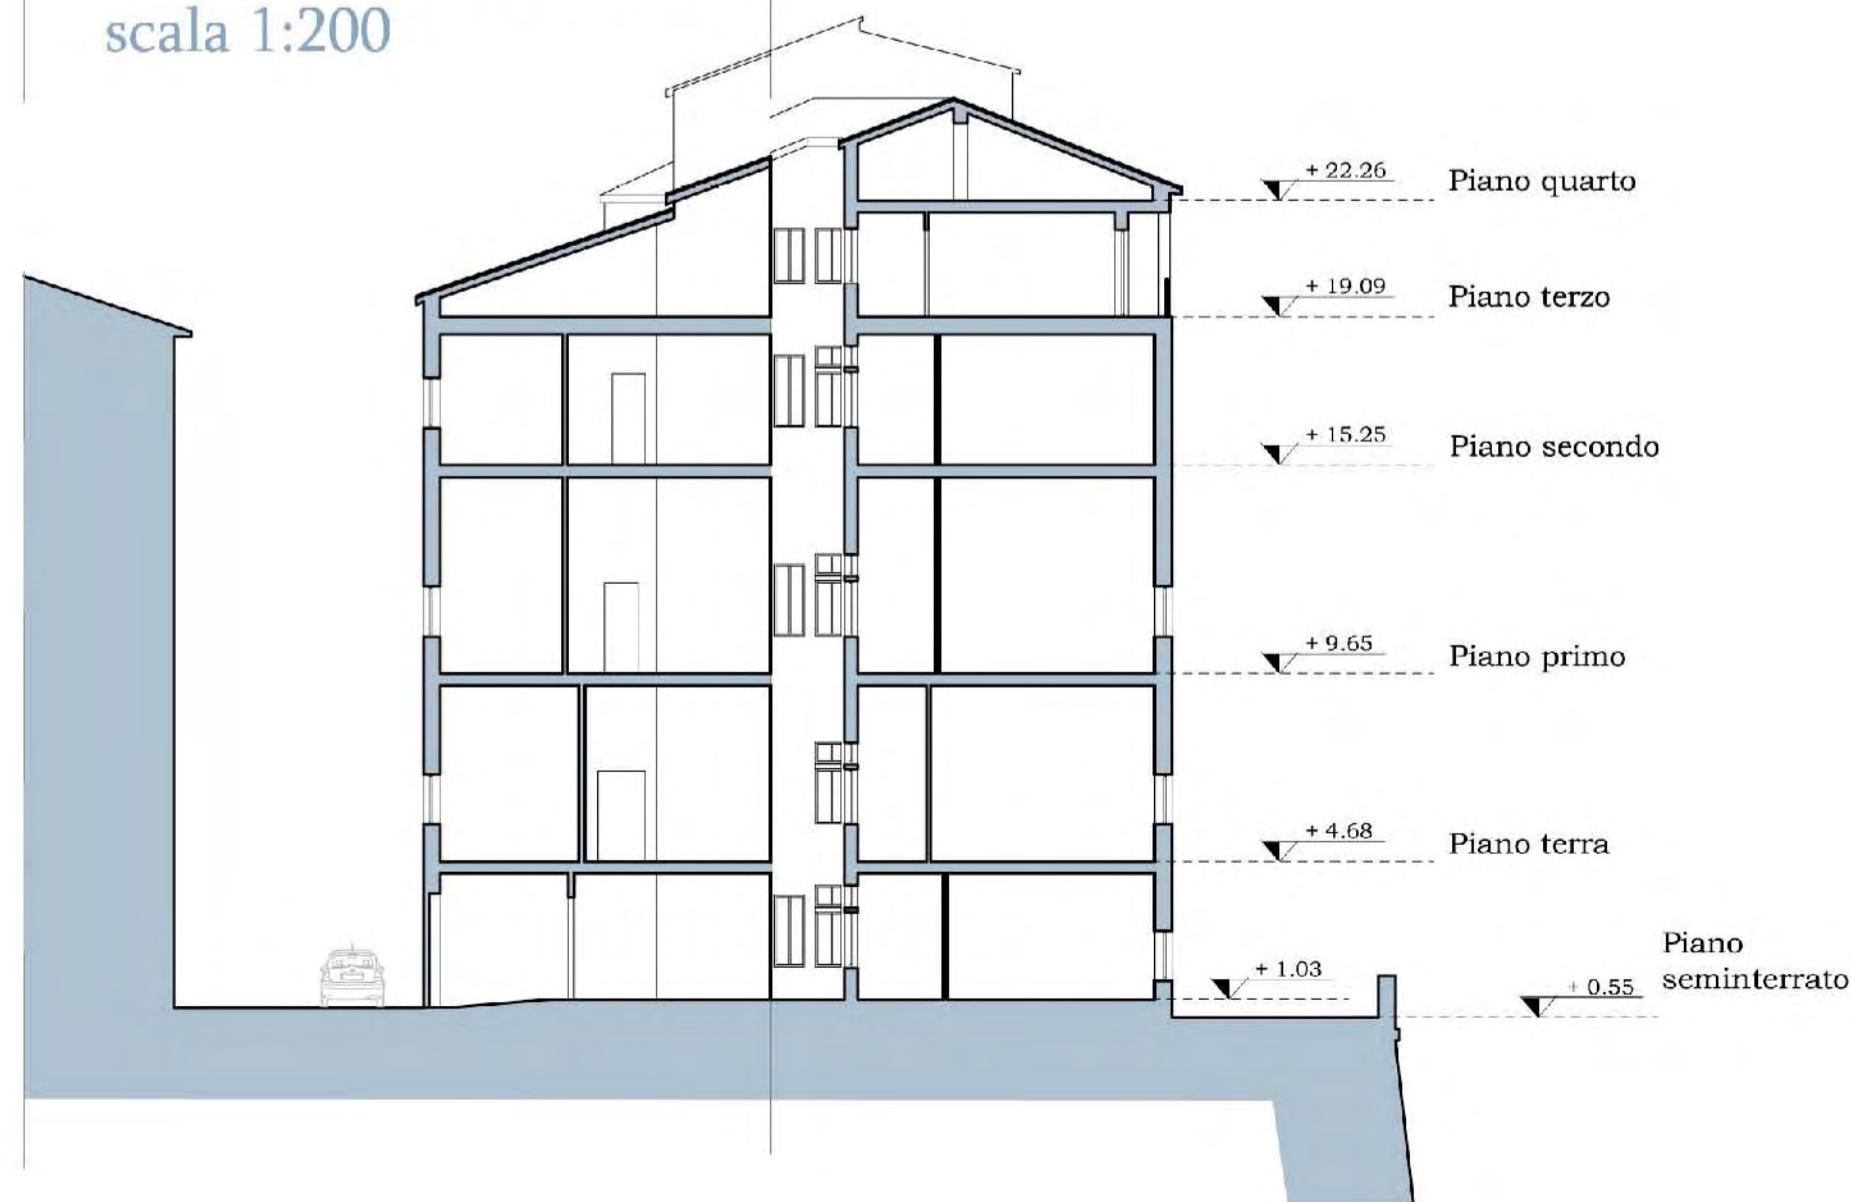 scala 1:200
+ 22.26
Piano quarto
+ 19.09
Piano terzo
+ 15.25
Piano secondo
+ 9.65
Piano primo
+ 4.68
Piano terra
+ 1.03
+ 0.55
Piano
seminterrato